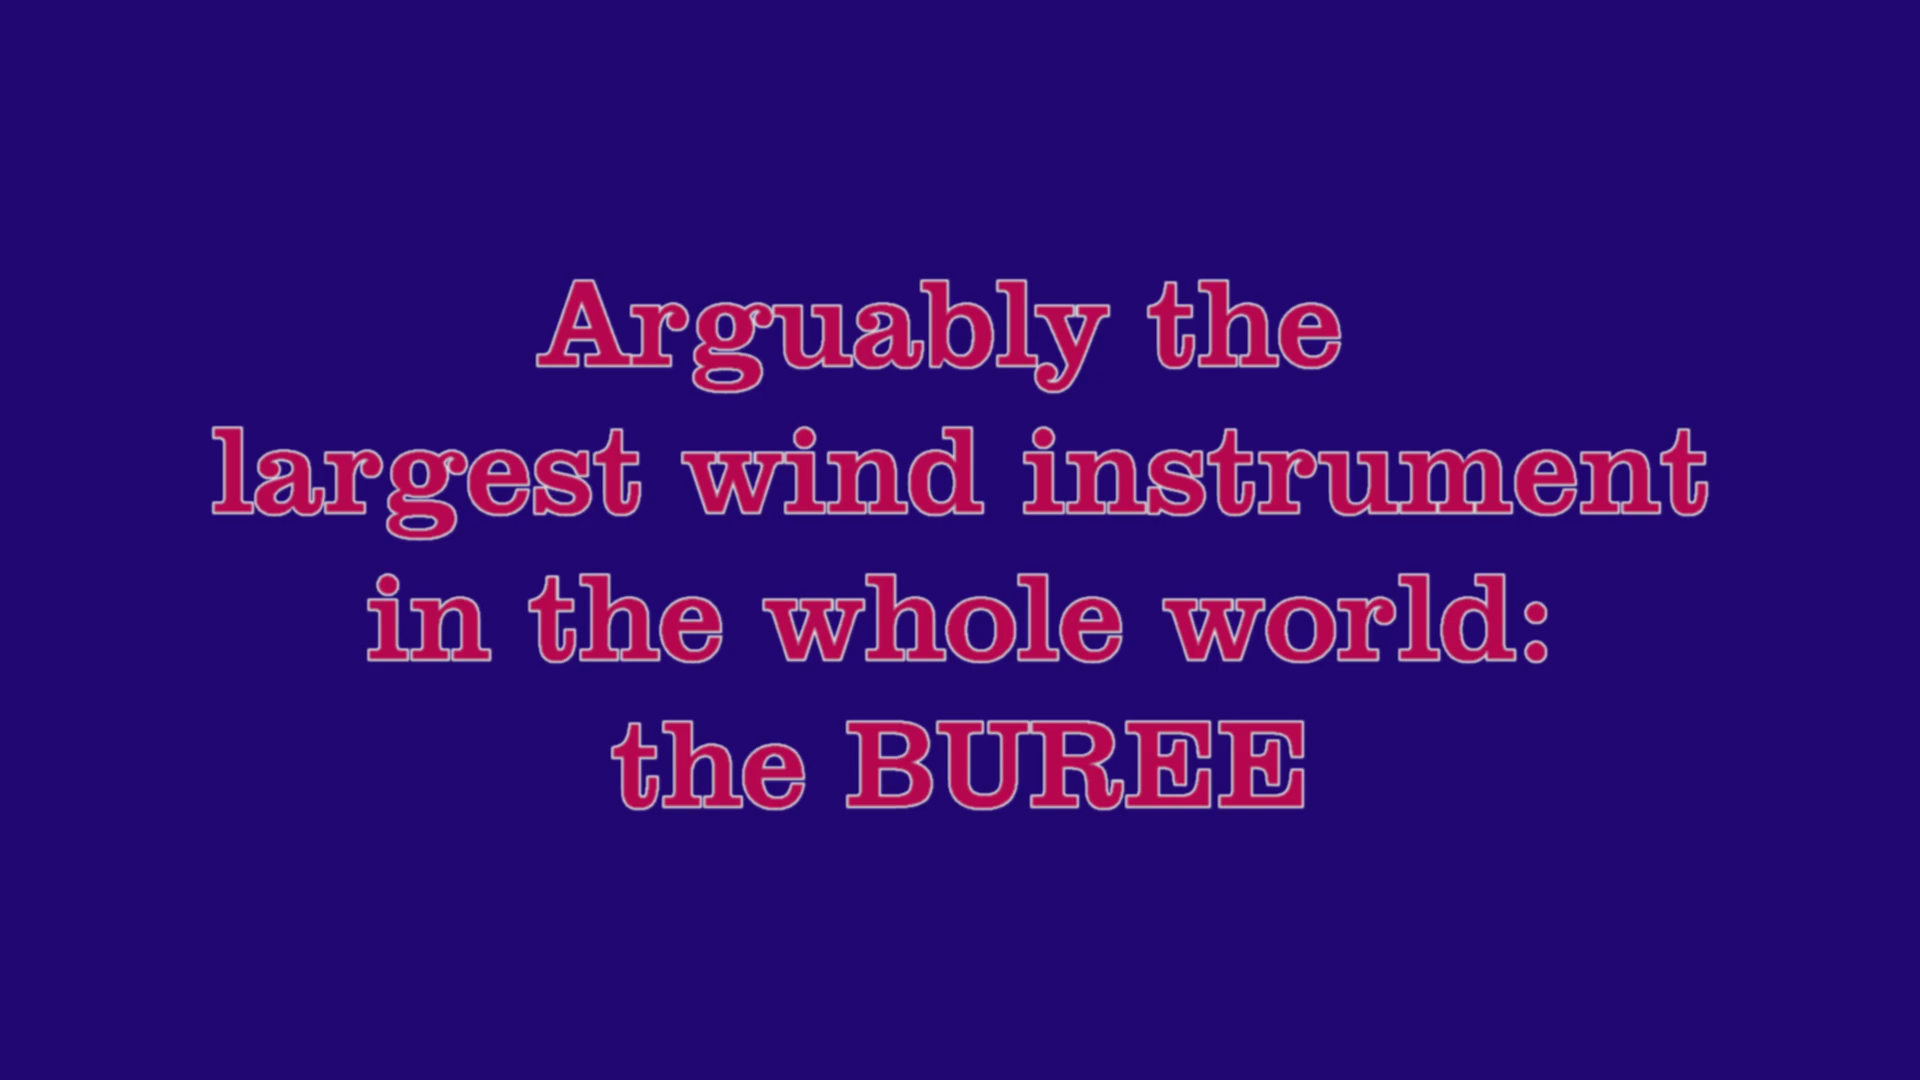 Arguably the
largest wind instrument
in the whole world:
the BUREE